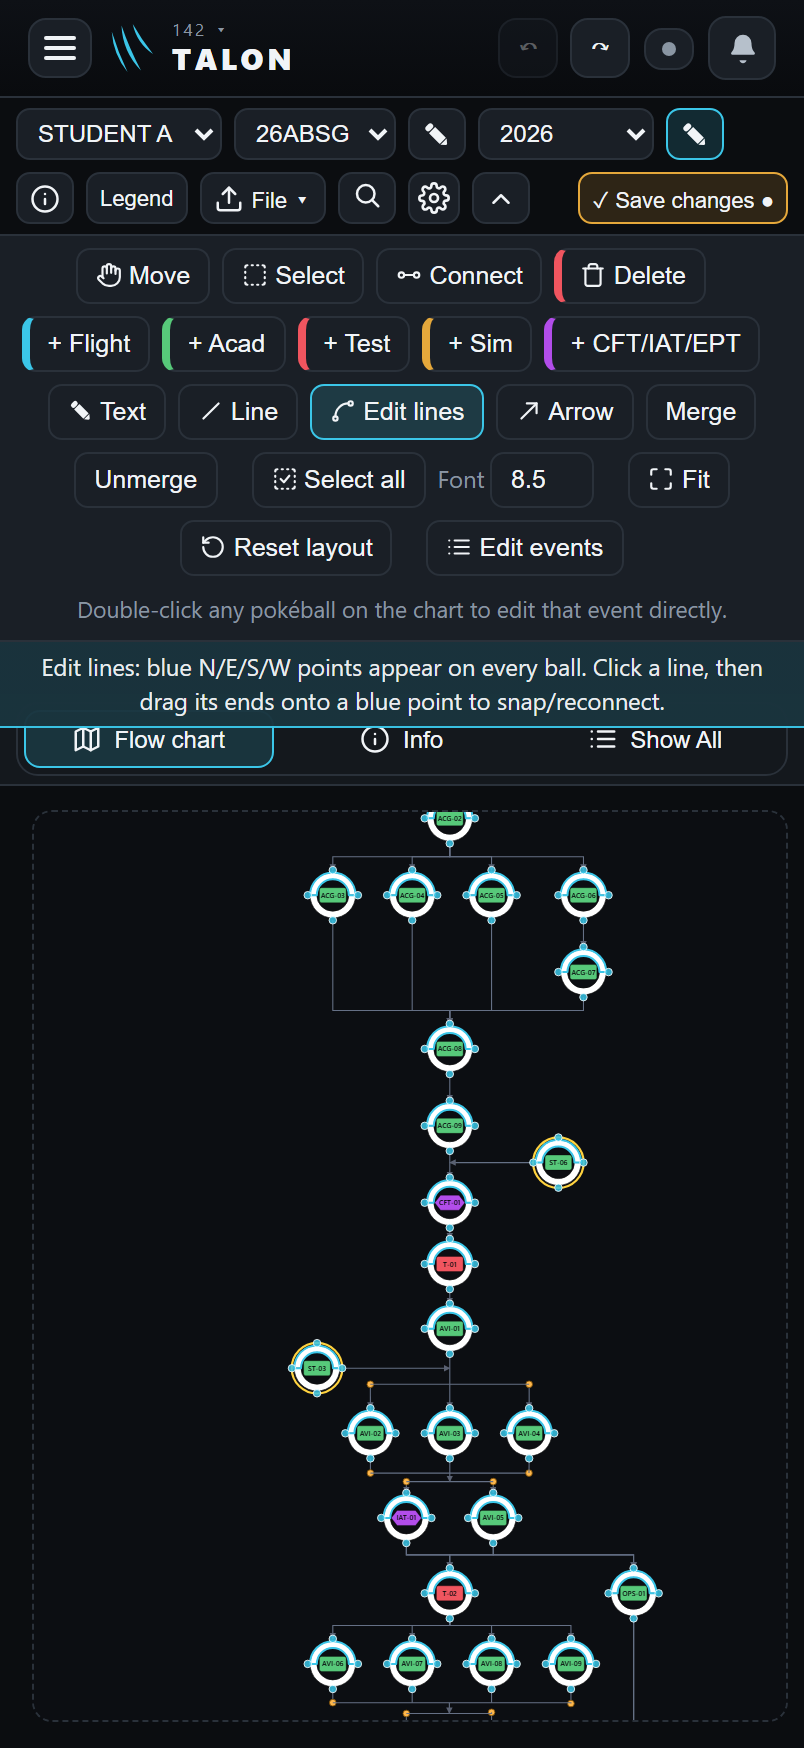 142
TALON
STUDENT A 26ABSG 2026
Legend File ✓ Save changes ●
Move Select Connect Delete
+ Flight + Acad + Test + Sim + CFT/IAT/EPT
Text Line Edit lines Arrow Merge
Unmerge Select all Font 8.5 Fit
Reset layout Edit events
Double-click any pokéball on the chart to edit that event directly.
Edit lines: blue N/E/S/W points appear on every ball. Click a line, then
drag its ends onto a blue point to snap/reconnect.
Flow chart Info Show All
ACG-02
ACG-03 ACG-04 ACG-05 ACG-06
ACG-07
ACG-08
ACG-09
ST-06
CFT-01
T-01
AVI-01
ST-03
AVI-02 AVI-03 AVI-04
IAT-01 AVI-05
T-02 OPS-01
AVI-06 AVI-07 AVI-08 AVI-09